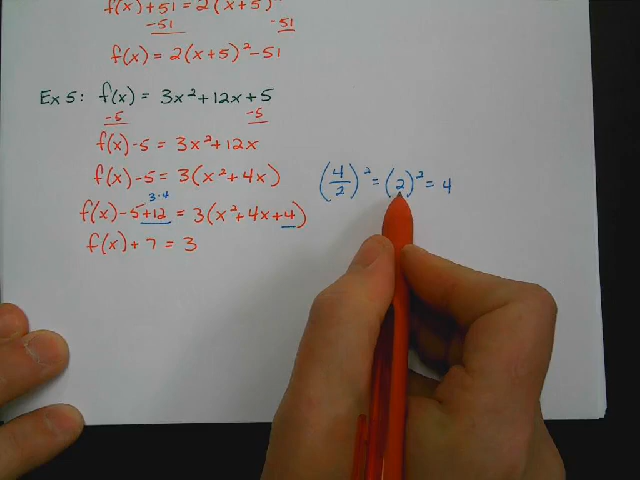 f(x)+51 = 2(x+5)²
-51 -51
f(x) = 2(x+5)²-51
Ex 5: f(x) = 3x²+12x+5
-5 -5
f(x)-5 = 3x²+12x
f(x)-5 = 3(x²+4x) (4/2)² = (2)² = 4
3·4
f(x)-5+12 = 3(x²+4x+4)
f(x)+7 = 3